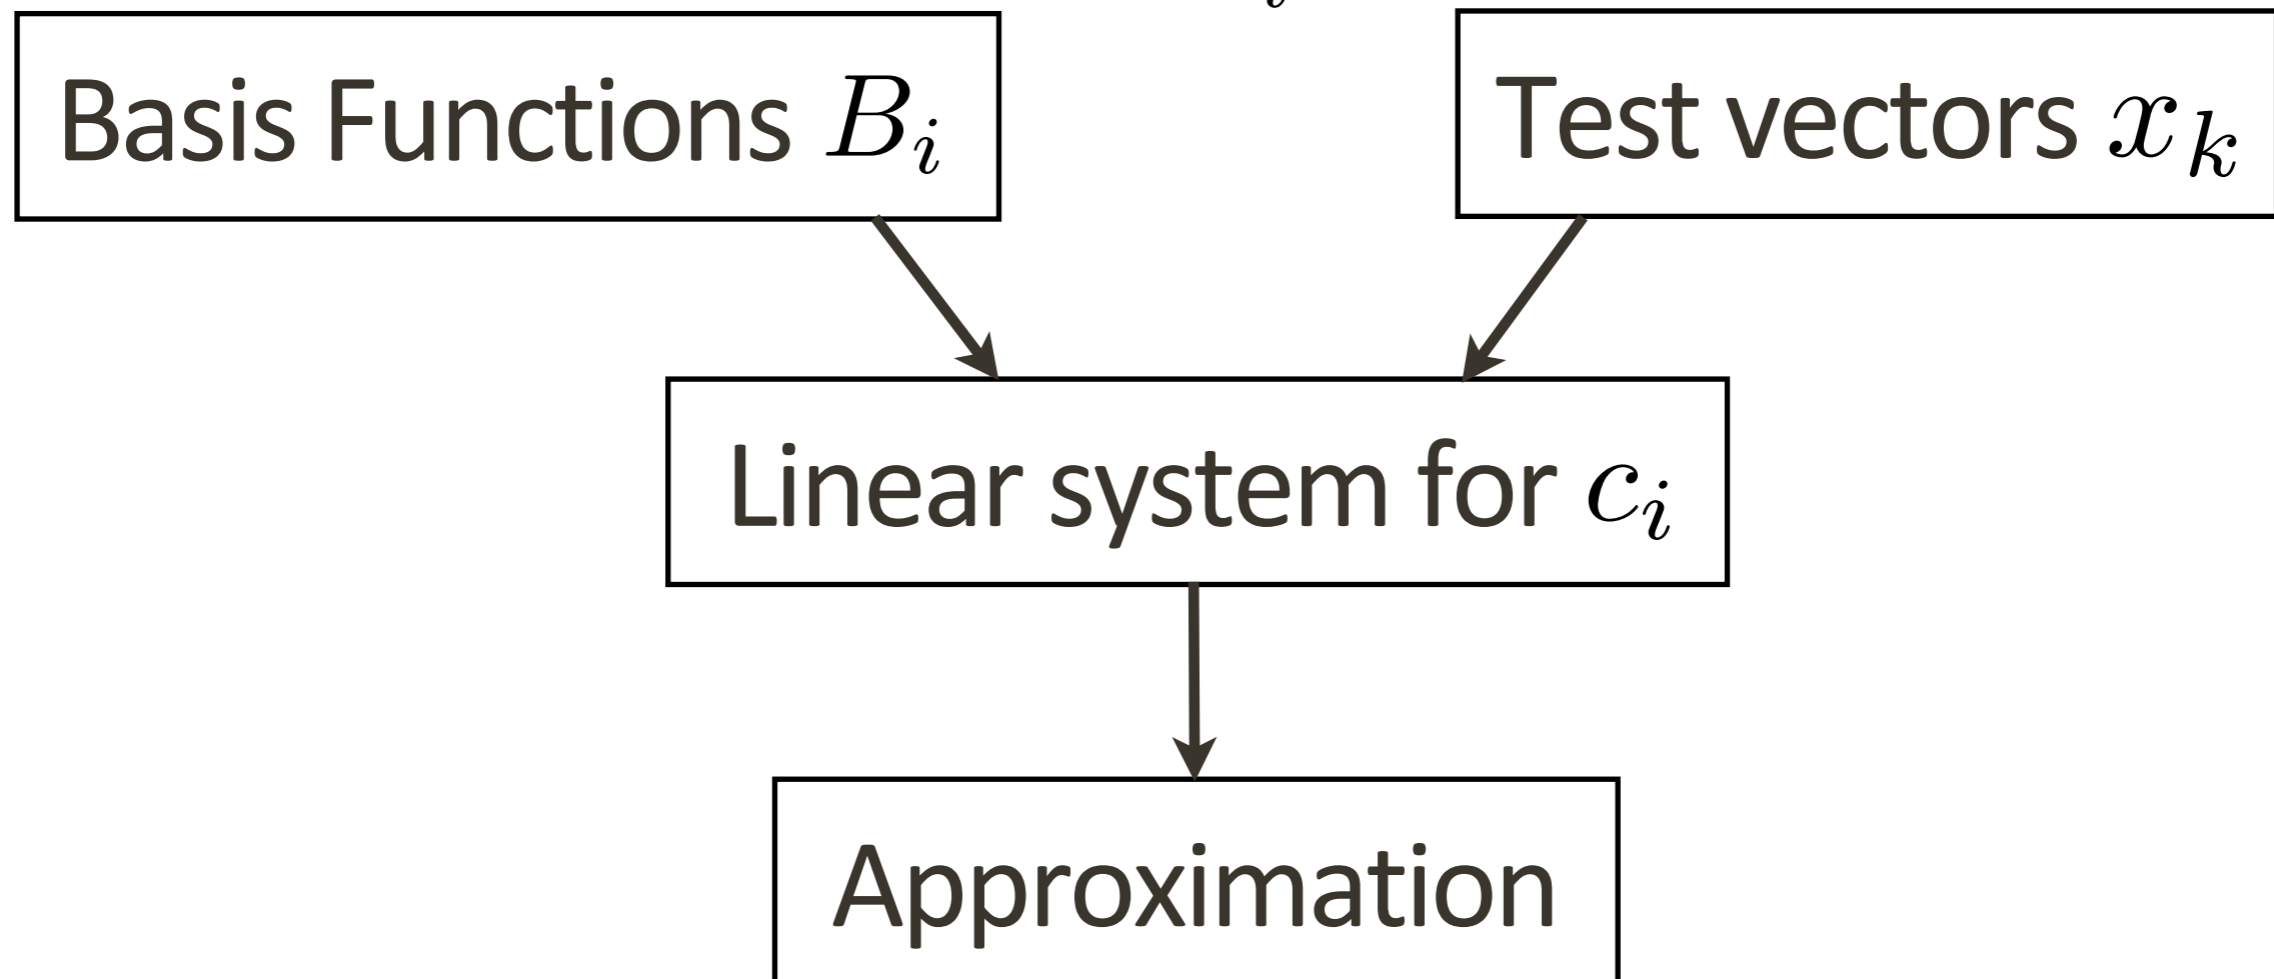 Basis Functions $B_i$
Test vectors $x_k$
Linear system for $c_i$
Approximation